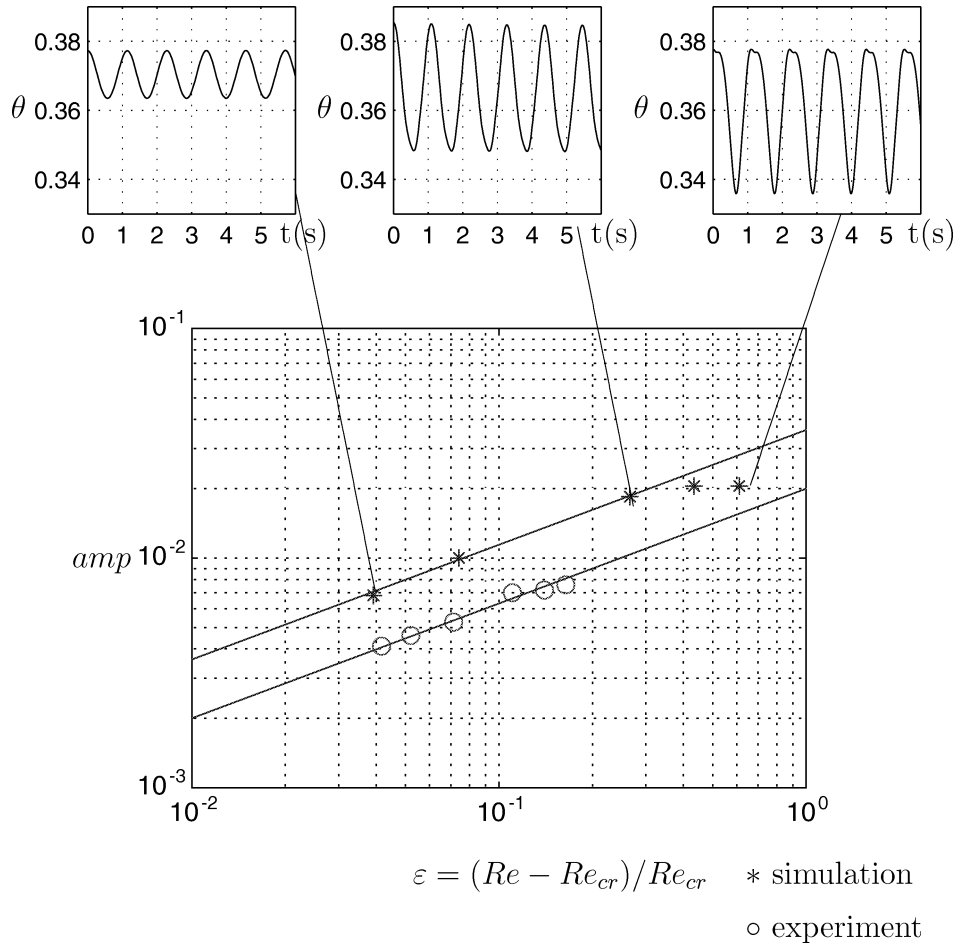 0.38 0.38 0.38
θ 0.36 θ 0.36 θ 0.36
0.34 0.34 0.34
0 1 2 3 4 5 t(s) 0 1 2 3 4 5 t(s) 0 1 2 3 4 5 t(s)
10⁻¹
amp 10⁻²
10⁻³
10⁻² 10⁻¹ 10⁰
ε = (Re − Re_cr)/Re_cr * simulation
○ experiment